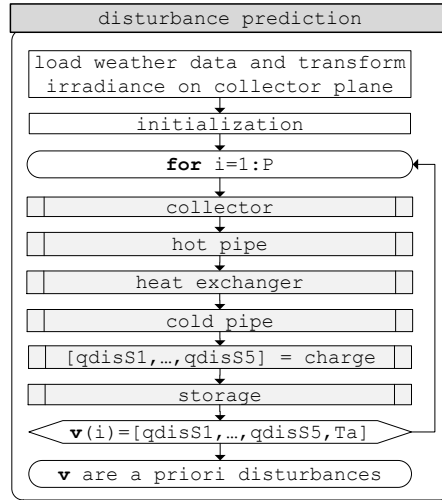 disturbance prediction
load weather data and transform
irradiance on collector plane
initialization
for i=1:P
collector
hot pipe
heat exchanger
cold pipe
[qdisS1,…,qdisS5] = charge
storage
v(i)=[qdisS1,…,qdisS5,Ta]
v are a priori disturbances